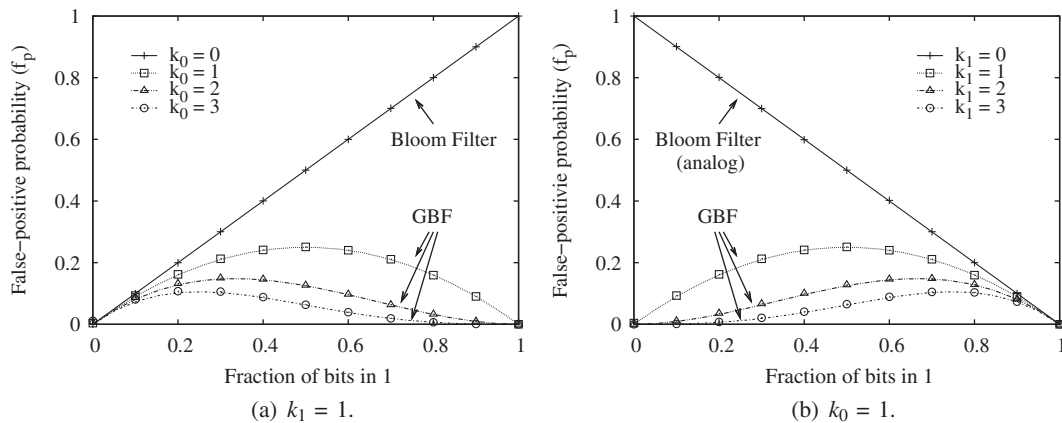 False−positive probability (f_p)
1
0.8
0.6
0.4
0.2
0
k_0 = 0
k_0 = 1
k_0 = 2
k_0 = 3
Bloom Filter
GBF
0 0.2 0.4 0.6 0.8 1
Fraction of bits in 1
(a) k_1 = 1.
False−positivie probability (f_p)
1
0.8
0.6
0.4
0.2
0
k_1 = 0
k_1 = 1
k_1 = 2
k_1 = 3
Bloom Filter
(analog)
GBF
0 0.2 0.4 0.6 0.8 1
Fraction of bits in 1
(b) k_0 = 1.